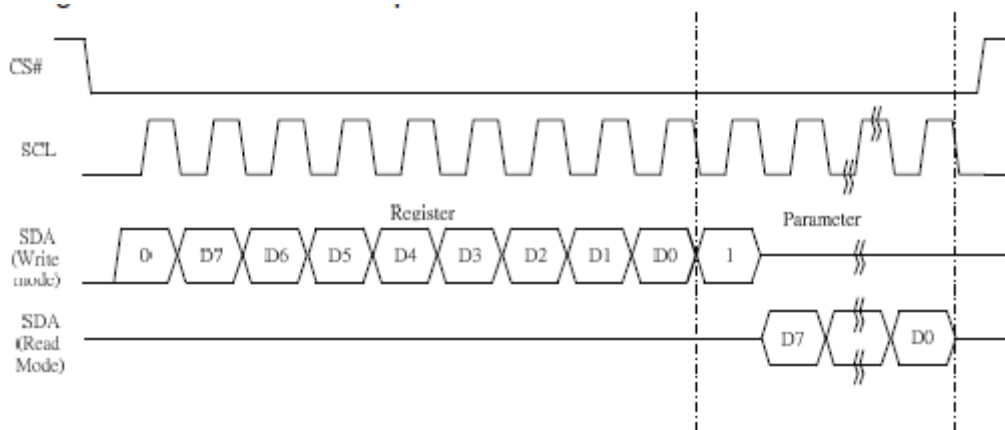 CS#
SCL
Register
Parameter
SDA
(Write
mode)
0 D7 D6 D5 D4 D3 D2 D1 D0 1
SDA
(Read
Mode)
D7 D0